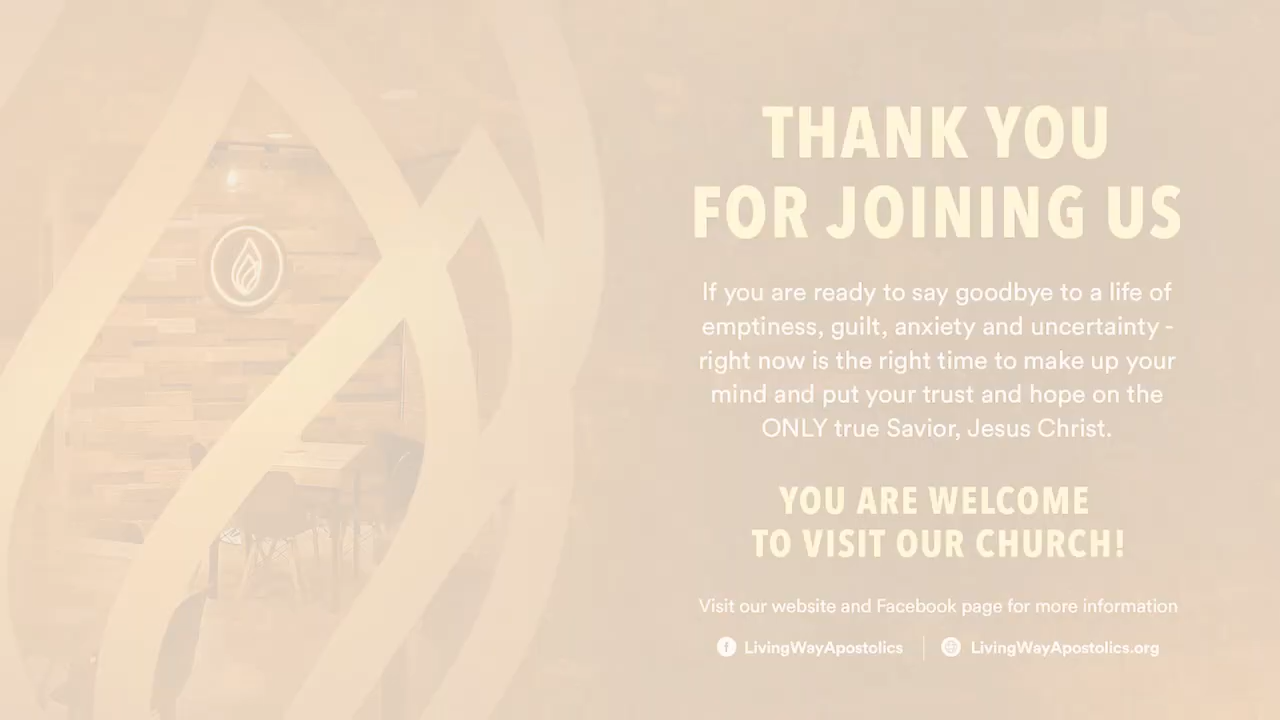 THANK YOU
FOR JOINING US
If you are ready to say goodbye to a life of
emptiness, guilt, anxiety and uncertainty -
right now is the right time to make up your
mind and put your trust and hope on the
ONLY true Savior, Jesus Christ.
YOU ARE WELCOME
TO VISIT OUR CHURCH!
Visit our website and Facebook page for more information
LivingWayApostolics | LivingWayApostolics.org